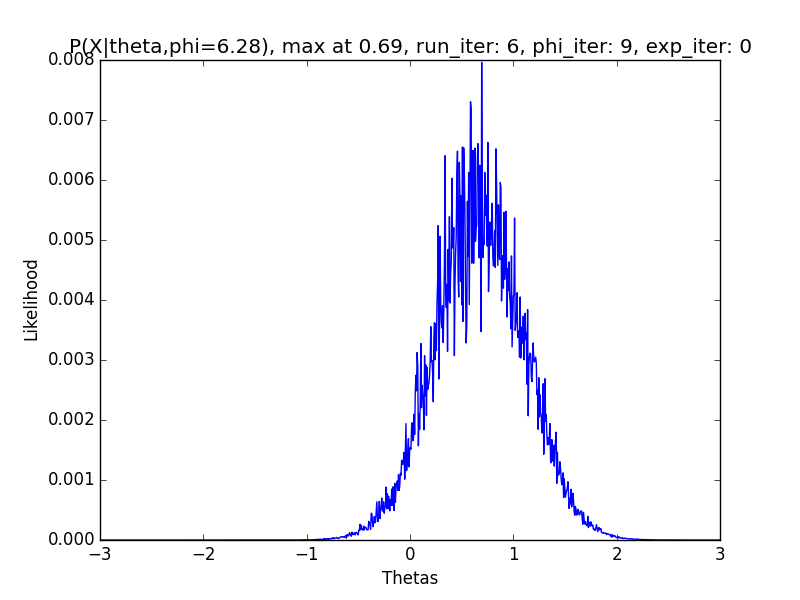 P(X|theta,phi=6.28), max at 0.69, run_iter: 6, phi_iter: 9, exp_iter: 0
0.008
0.007
0.006
0.005
0.004
0.003
0.002
0.001
0.000
Likelihood
−3 −2 −1 0 1 2 3
Thetas